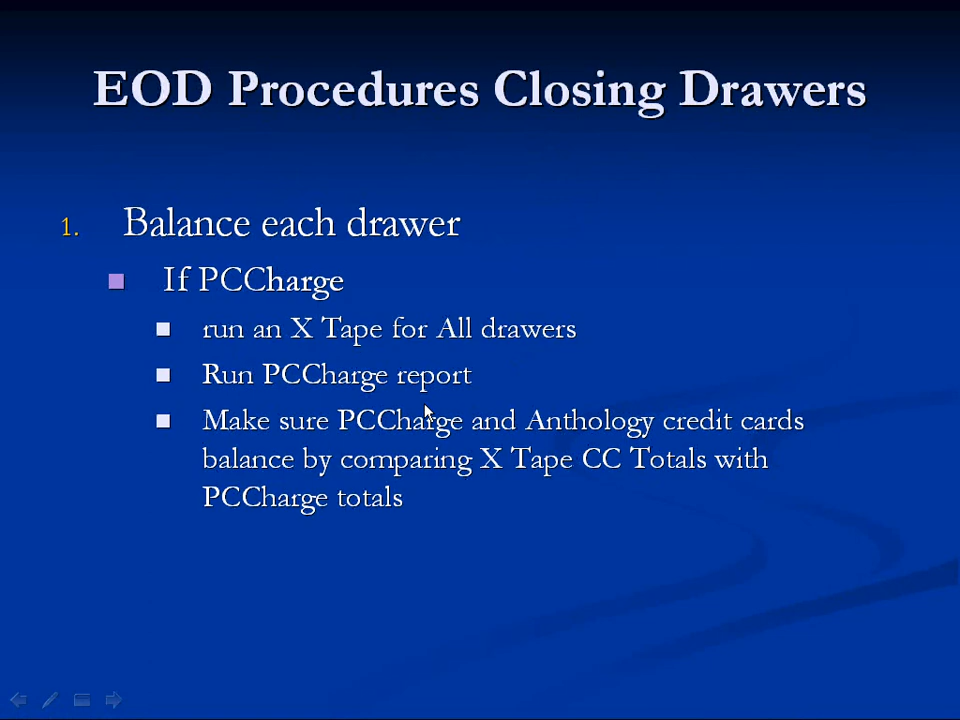 EOD Procedures Closing Drawers
1. Balance each drawer
If PCCharge
run an X Tape for All drawers
Run PCCharge report
Make sure PCCharge and Anthology credit cards
balance by comparing X Tape CC Totals with
PCCharge totals